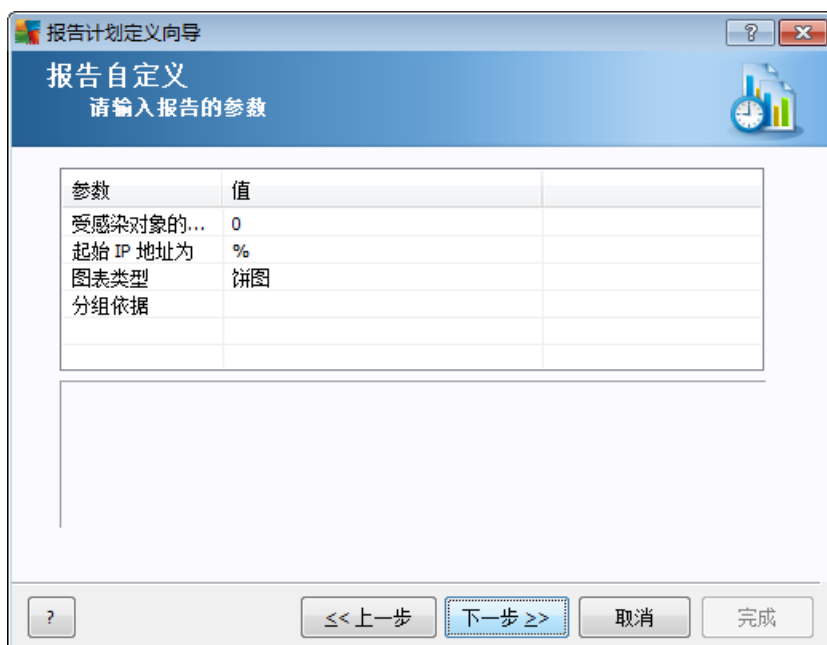 报告计划定义向导
?
报告自定义
请输入报告的参数
参数 值
受感染对象的... 0
起始 IP 地址为 %
图表类型 饼图
分组依据
? << 上一步 下一步 >> 取消 完成